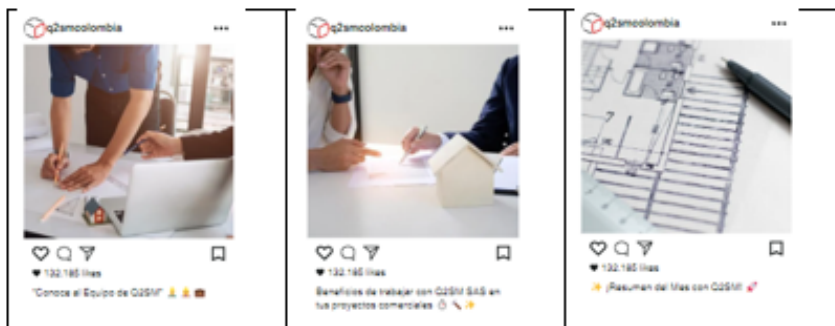 q2smcolombia
132.185 likes
"Conoce al Equipo de Q2SM"
q2smcolombia
132.185 likes
Beneficios de trabajar con Q2SM SAS en
tus proyectos comerciales
q2smcolombia
132.185 likes
¡Resumen del Mes con Q2SM!